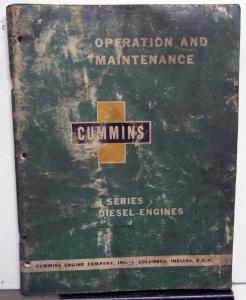 OPERATION AND
MAINTENANCE
CUMMINS
SERIES
DIESEL ENGINES
CUMMINS ENGINE COMPANY, INC. • COLUMBUS, INDIANA, U.S.A.